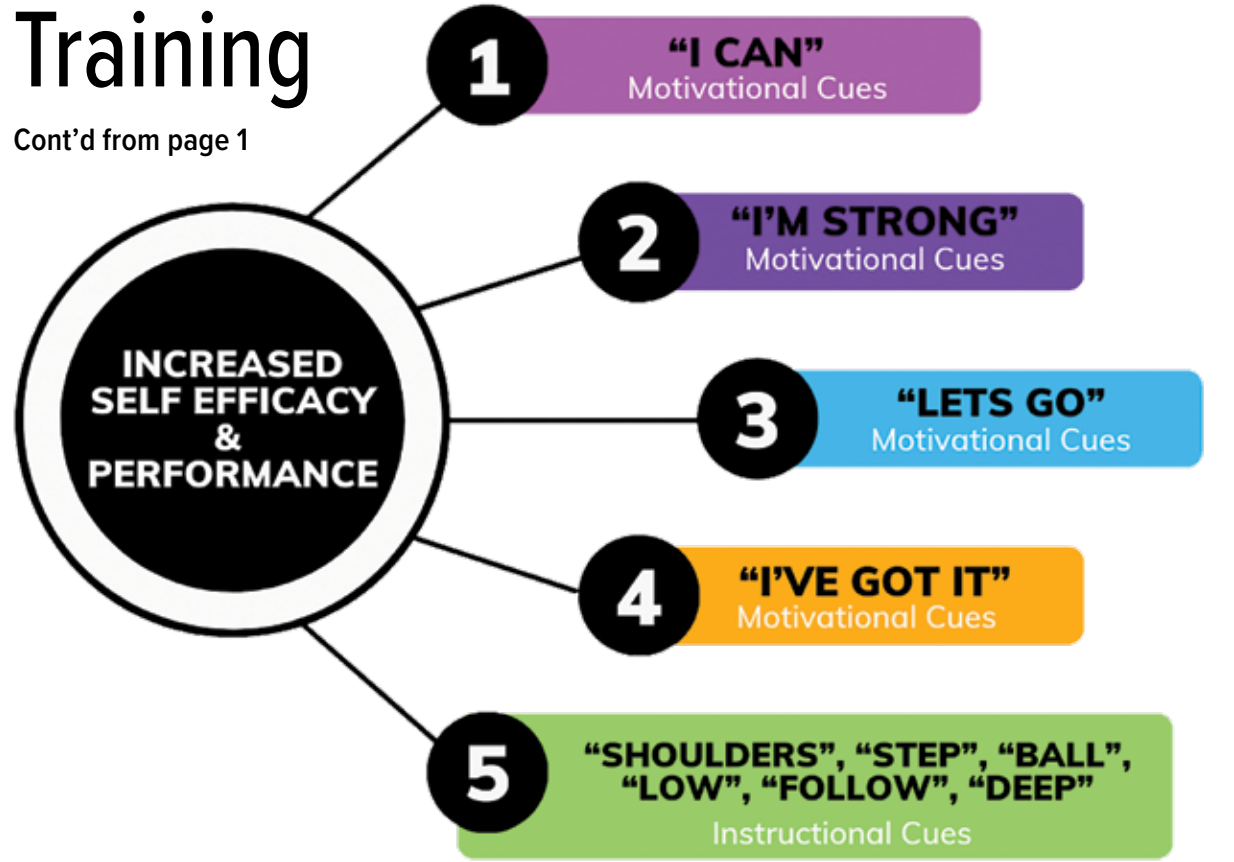 Training
Cont’d from page 1
INCREASED
SELF EFFICACY
&
PERFORMANCE
1
“I CAN”
Motivational Cues
2
“I’M STRONG”
Motivational Cues
3
“LETS GO”
Motivational Cues
4
“I’VE GOT IT”
Motivational Cues
5
“SHOULDERS”, “STEP”, “BALL”,
“LOW”, “FOLLOW”, “DEEP”
Instructional Cues